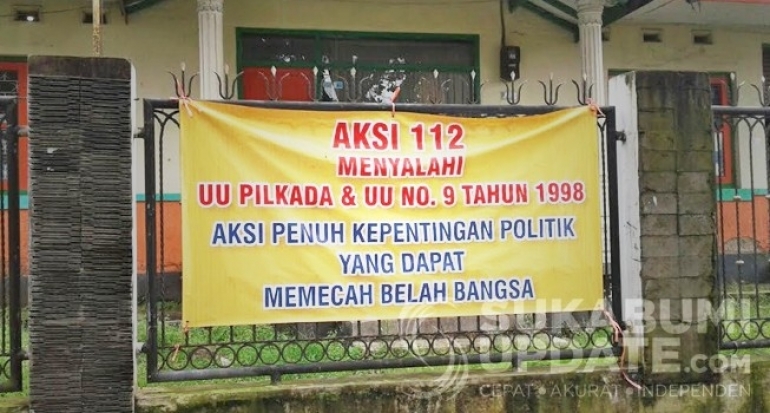 AKSI 112
MENYALAHI
UU PILKADA & UU NO. 9 TAHUN 1998
AKSI PENUH KEPENTINGAN POLITIK
YANG DAPAT
MEMECAH BELAH BANGSA
SUKABUMI
UPDATE.COM
CEPAT • AKURAT • INDEPENDEN